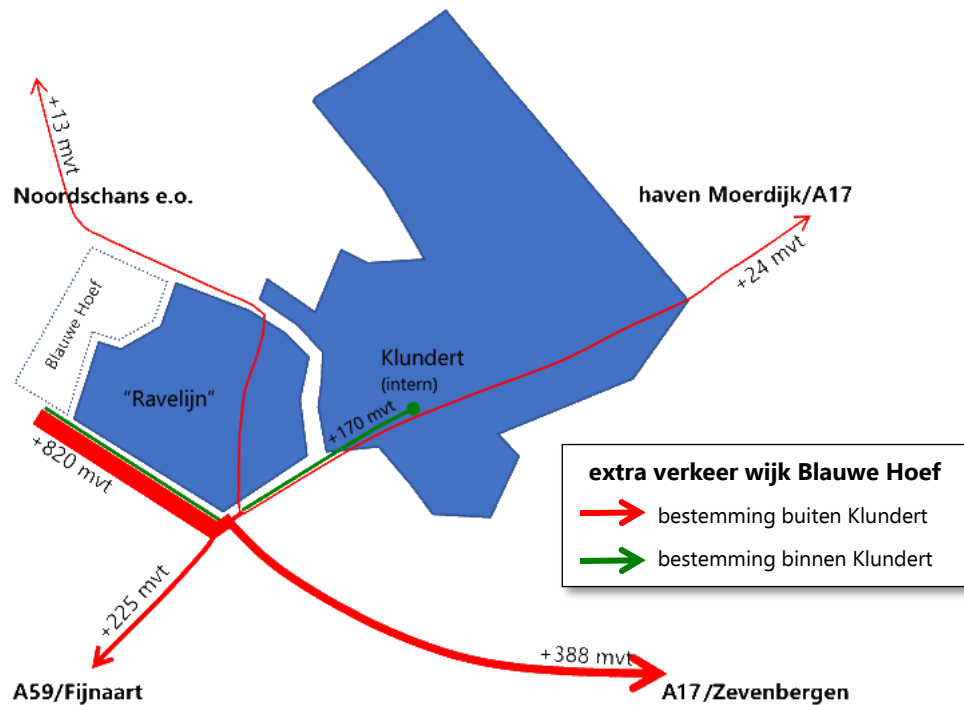 +13 mvt
Noordschans e.o.
haven Moerdijk/A17
+24 mvt
Blauwe Hoef
"Ravelijn"
Klundert
(intern)
+170 mvt
+820 mvt
extra verkeer wijk Blauwe Hoef
bestemming buiten Klundert
bestemming binnen Klundert
+225 mvt
+388 mvt
A59/Fijnaart
A17/Zevenbergen